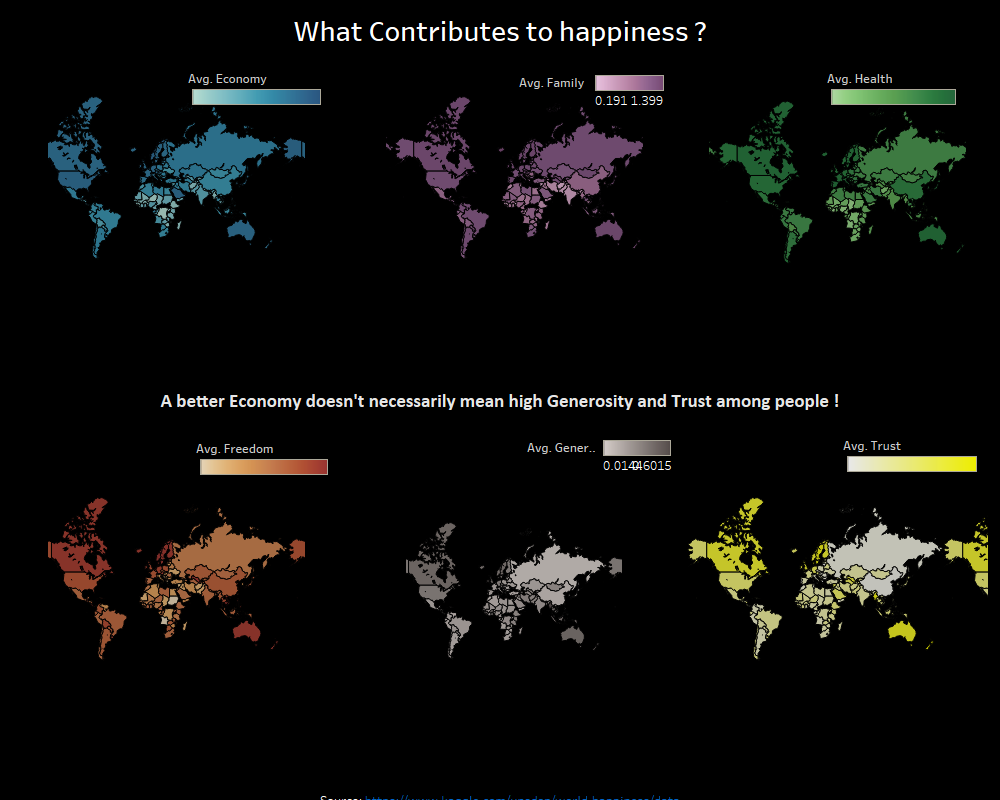 What Contributes to happiness ?
Avg. Economy
Avg. Family
0.191 1.399
Avg. Health
A better Economy doesn't necessarily mean high Generosity and Trust among people !
Avg. Freedom
Avg. Gener..
Avg. Trust
Source: